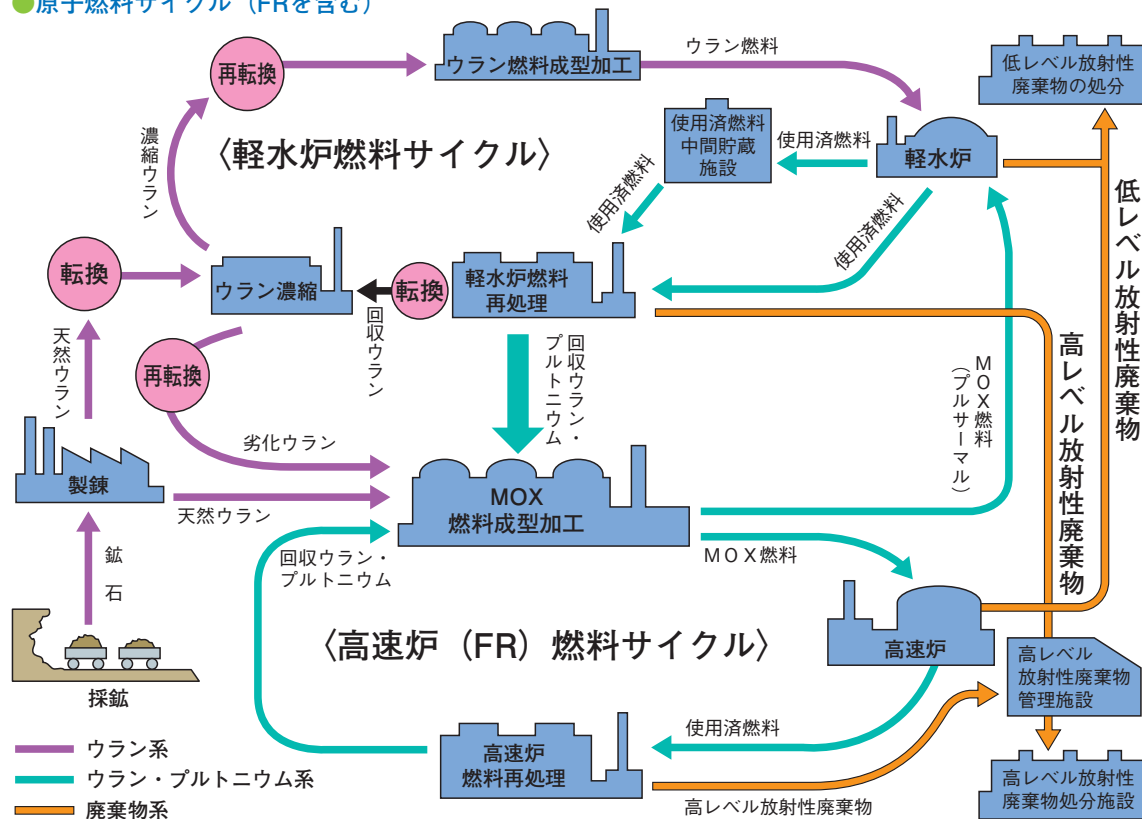 ●原子燃料サイクル（FRを含む）
ウラン燃料成型加工
ウラン燃料
再転換
低レベル放射性
廃棄物の処分
使用済燃料
中間貯蔵
施設
使用済燃料
軽水炉
濃縮ウラン
〈軽水炉燃料サイクル〉
使用済燃料
使用済燃料
低レベル放射性廃棄物
転換
ウラン濃縮
転換
軽水炉燃料
再処理
回収ウラン
天然ウラン
再転換
回収ウラン・
プルトニウム
MOX燃料
（プルサーマル）
高レベル放射性廃棄物
劣化ウラン
製錬
天然ウラン
MOX
燃料成型加工
鉱石
回収ウラン・
プルトニウム
MOX燃料
〈高速炉（FR）燃料サイクル〉
高速炉
高レベル
放射性廃棄物
管理施設
採鉱
使用済燃料
高速炉
燃料再処理
高レベル放射性廃棄物
高レベル放射性
廃棄物処分施設
ウラン系
ウラン・プルトニウム系
廃棄物系